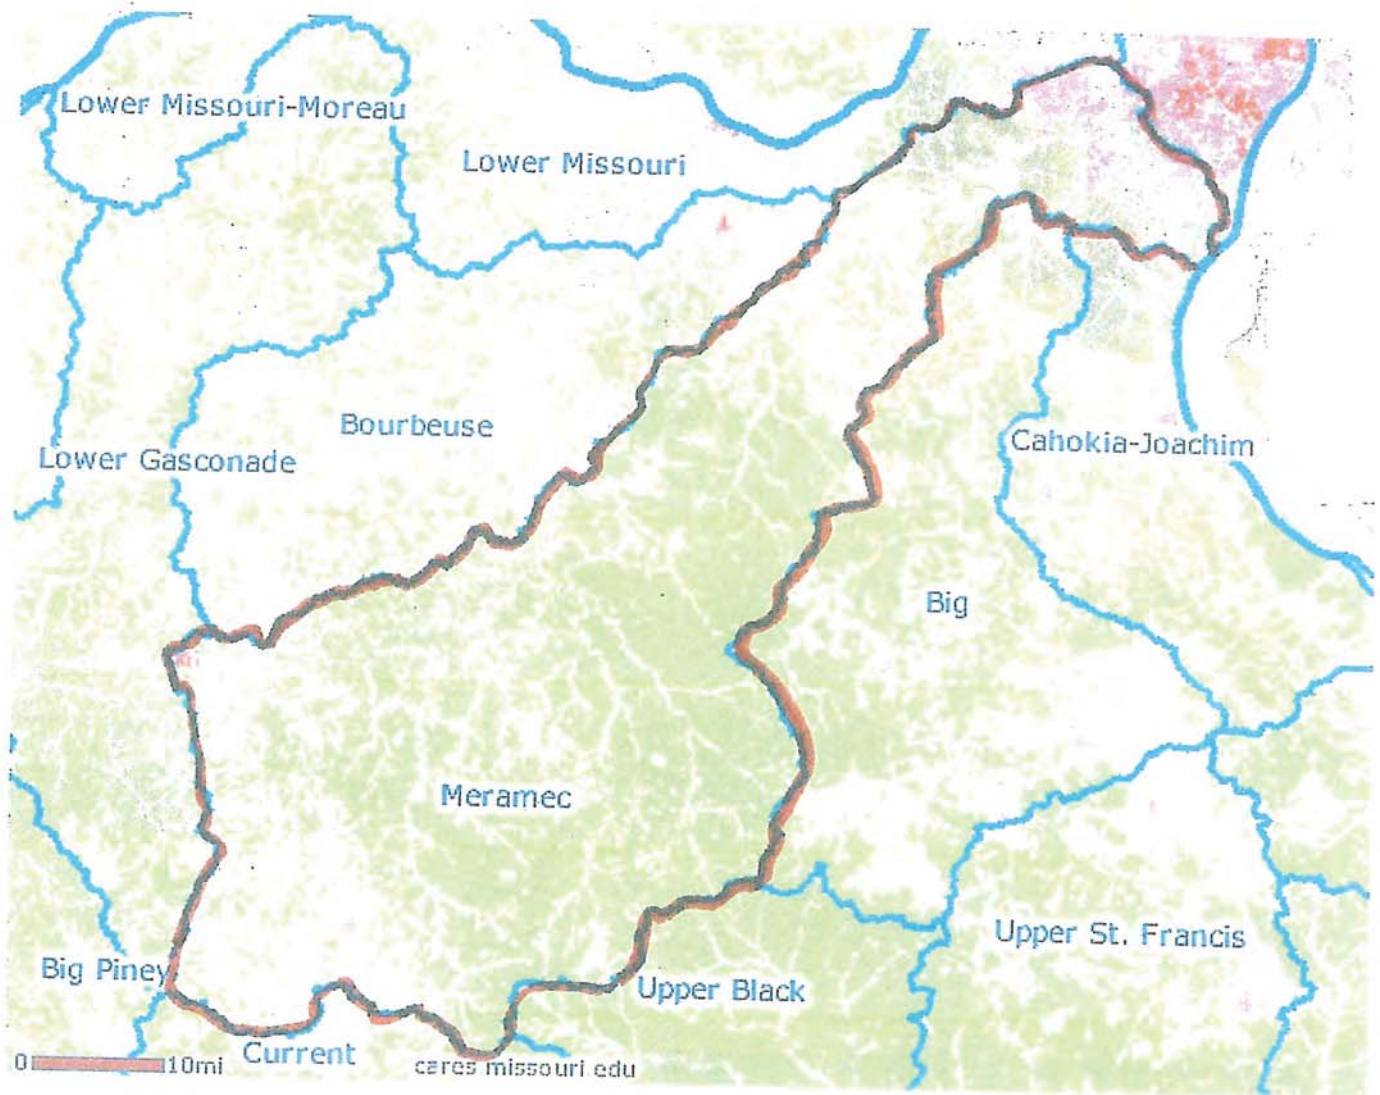 Lower Missouri-Moreau
Lower Missouri
Bourbeuse
Lower Gasconade
Cahokia-Joachim
Big
Meramec
Upper St. Francis
Big Piney
Upper Black
Current
0 10mi
cares missouri edu